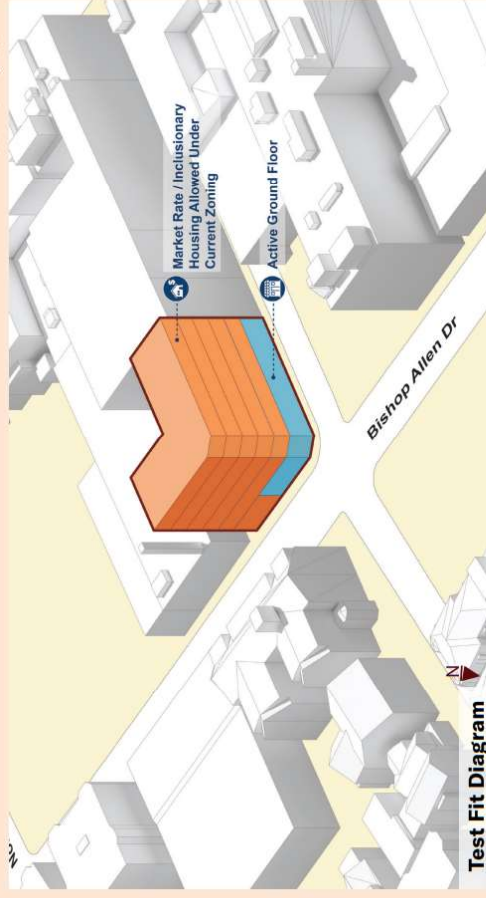 Market Rate / Inclusionary
Housing Allowed Under
Current Zoning
Active Ground Floor
Bishop Allen Dr
N
Test Fit Diagram